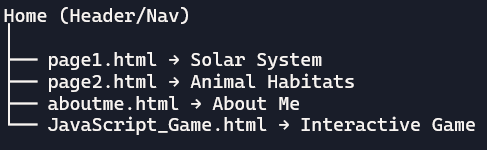 Home (Header/Nav)
│
├── page1.html → Solar System
├── page2.html → Animal Habitats
├── aboutme.html → About Me
└── JavaScript_Game.html → Interactive Game